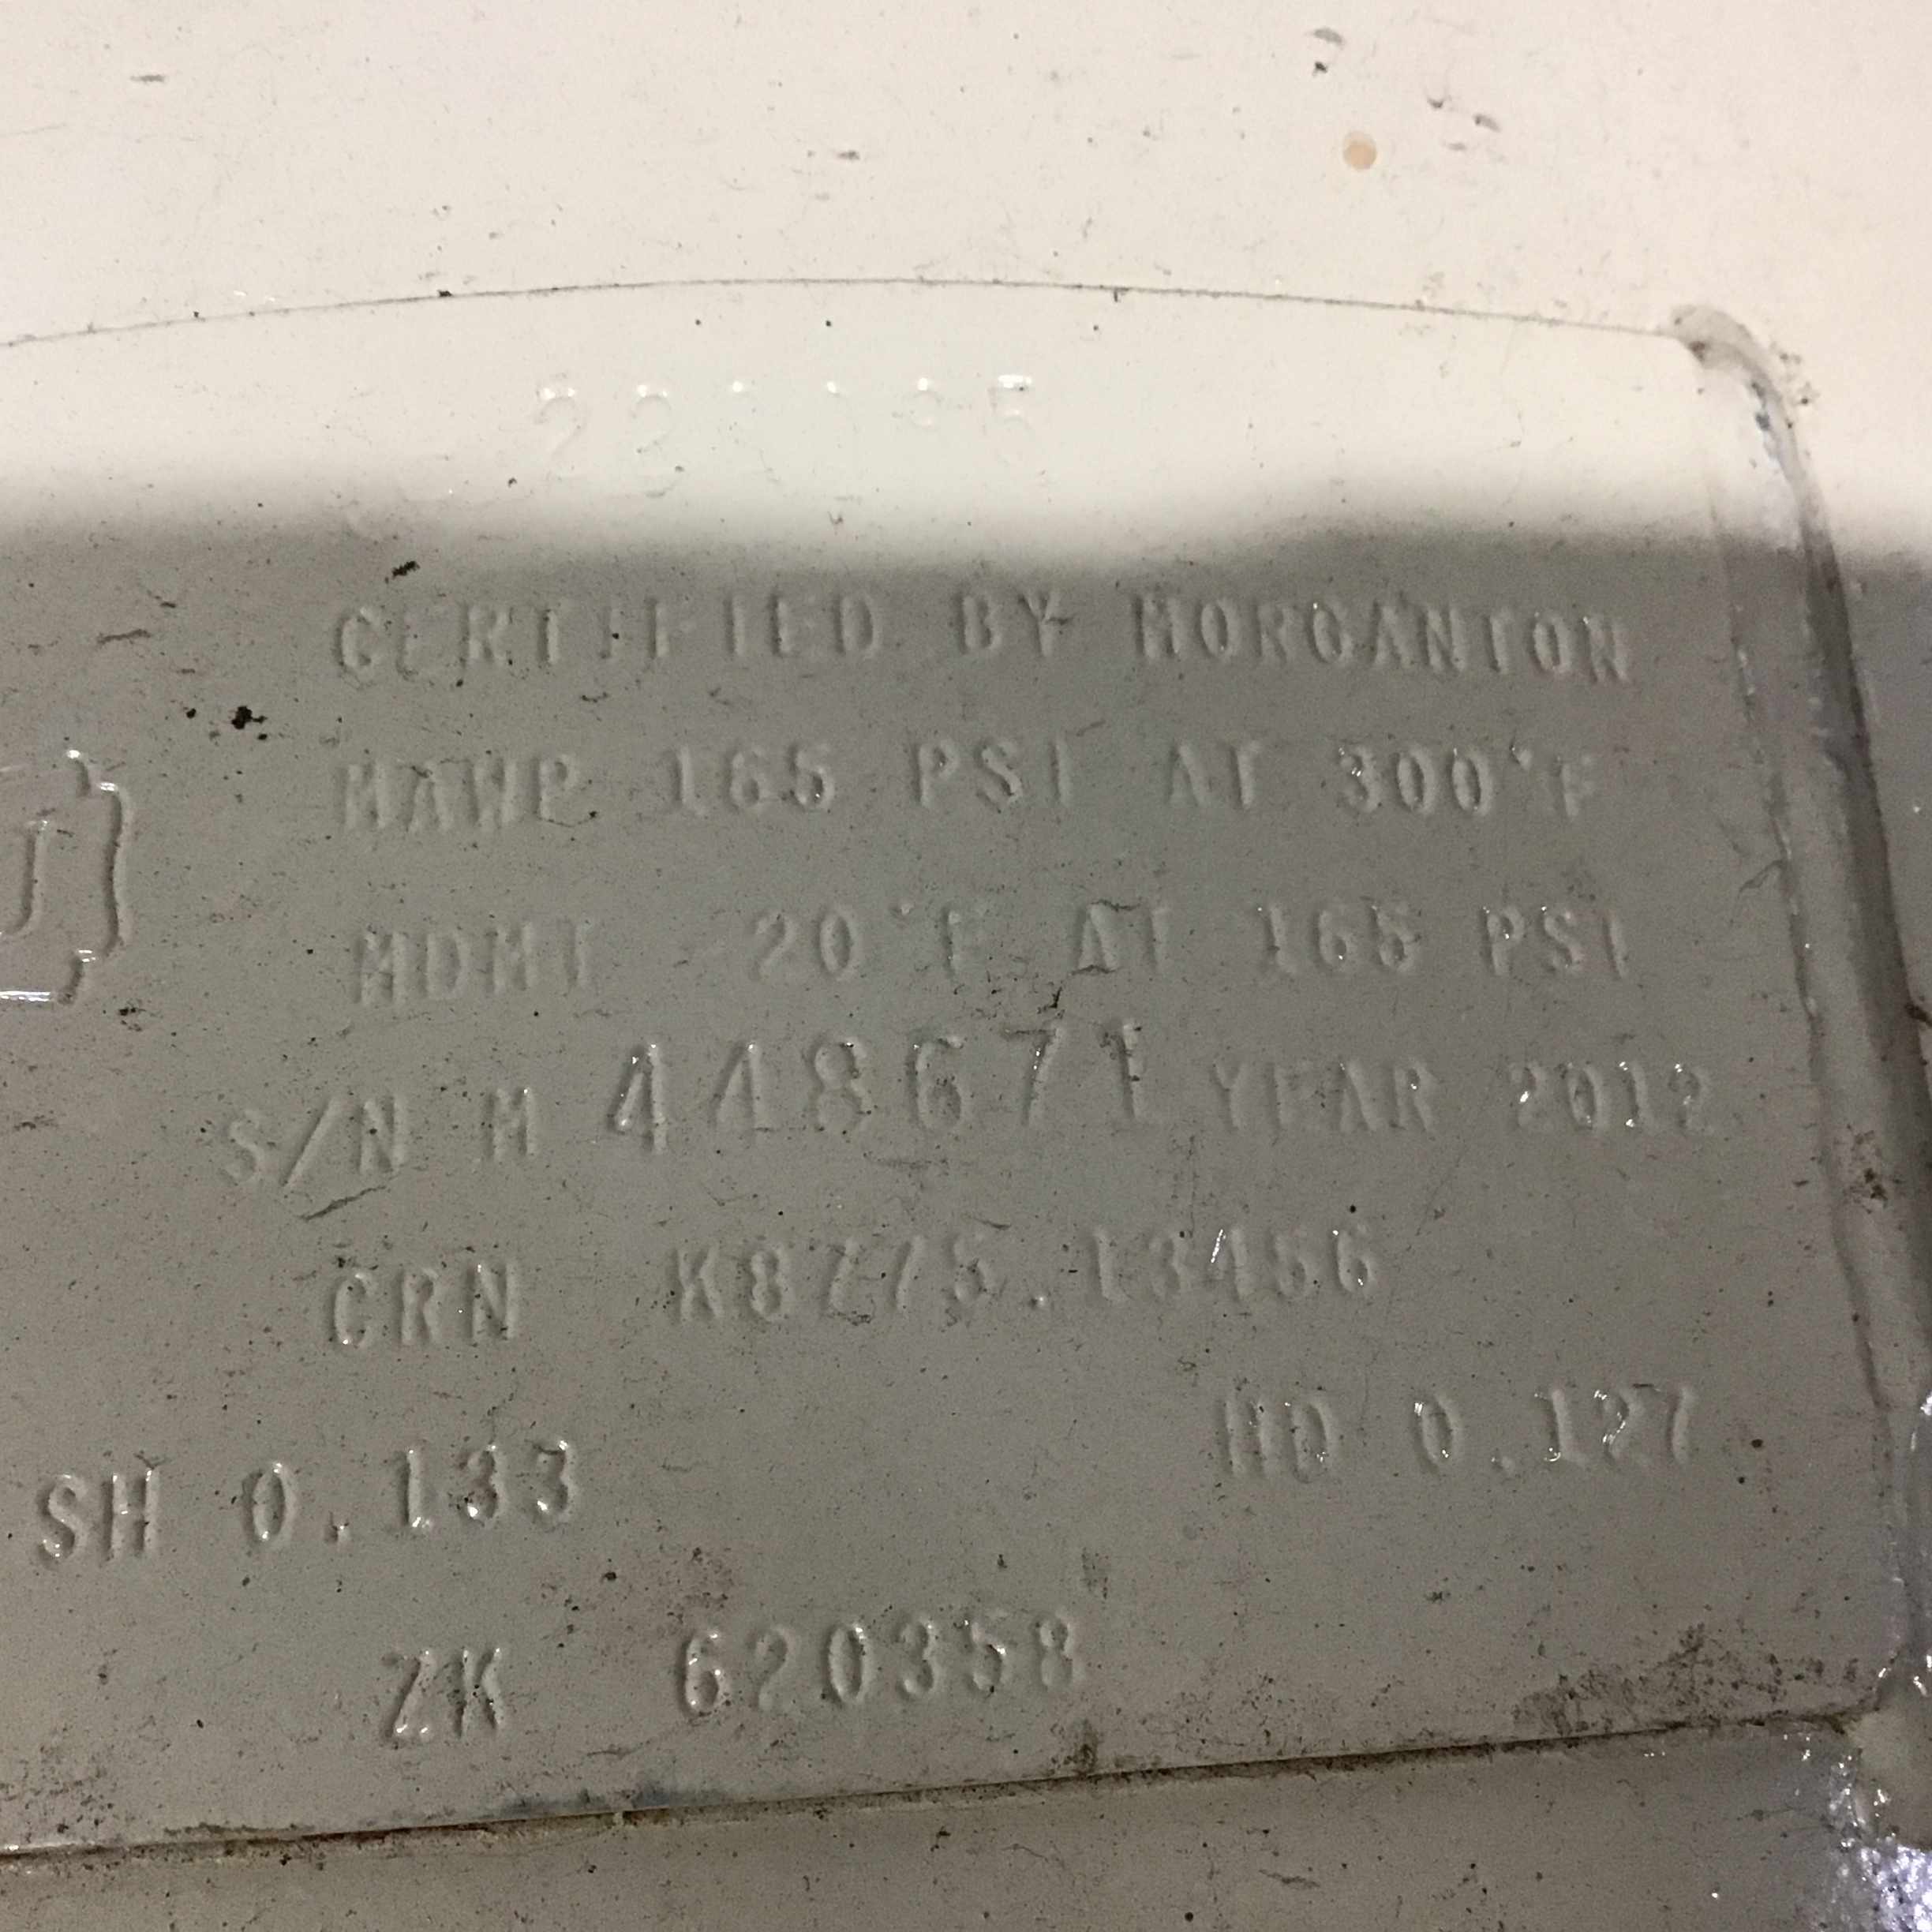 CERTIFIED BY MORGANTON
MAWP 165 PSI AT 300°F
MDMT -20°F AT 165 PSI
S/N M 448671 YEAR 2012
CRN K8775.13456
SH 0.133
HD 0.127
ZK 620358